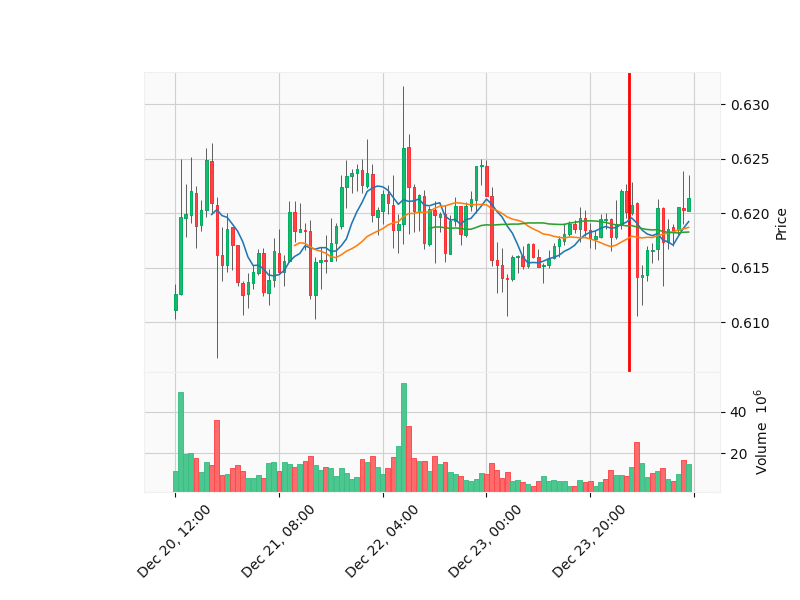 0.630
0.625
0.620
0.615
0.610
Price
40
20
Volume 10^6
Dec 20, 12:00
Dec 21, 08:00
Dec 22, 04:00
Dec 23, 00:00
Dec 23, 20:00